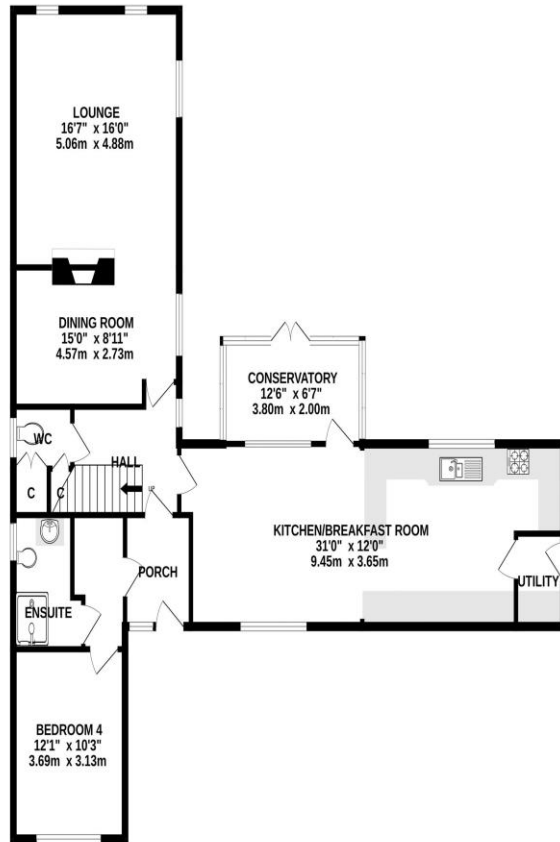 LOUNGE
16'7" x 16'0"
5.06m x 4.88m
DINING ROOM
15'0" x 8'11"
4.57m x 2.73m
CONSERVATORY
12'6" x 6'7"
3.80m x 2.00m
WC
HALL
C
C
UP
KITCHEN/BREAKFAST ROOM
31'0" x 12'0"
9.45m x 3.65m
PORCH
UTILITY
ENSUITE
BEDROOM 4
12'1" x 10'3"
3.69m x 3.13m